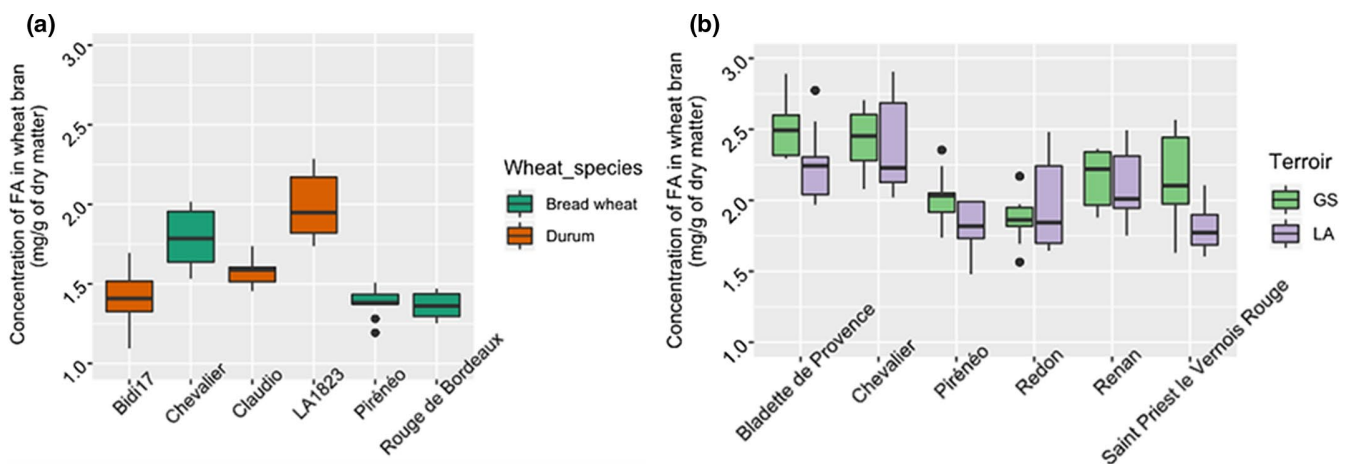 (a)
Concentration of FA in wheat bran
(mg/g of dry matter)
3.0
2.5
2.0
1.5
1.0
Bidi17
Chevalier
Claudio
LA1823
Pirénéo
Rouge de Bordeaux
Wheat_species
Bread wheat
Durum
(b)
Concentration of FA in wheat bran
(mg/g of dry matter)
3.0
2.5
2.0
1.5
1.0
Bladette de Provence
Chevalier
Pirénéo
Redon
Renan
Saint Priest le Vernois Rouge
Terroir
GS
LA